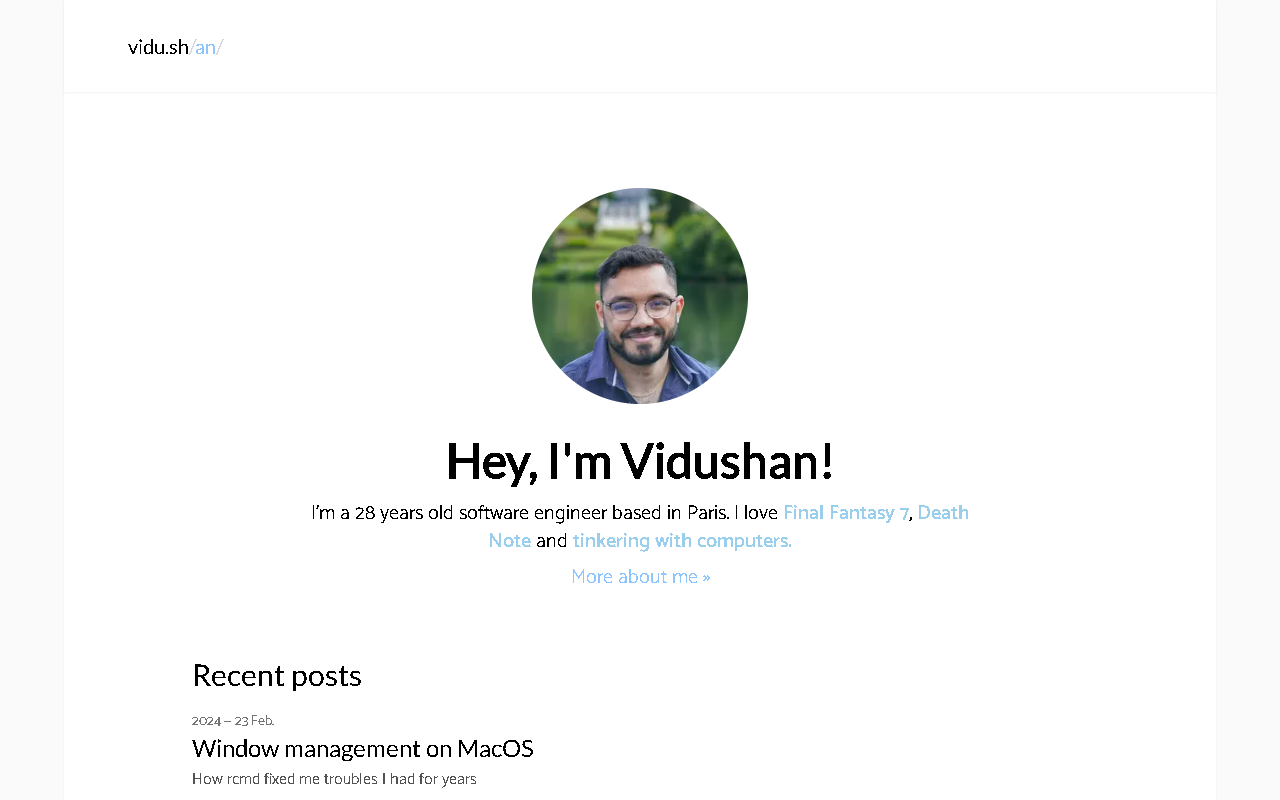 vidu.sh/an/
Hey, I'm Vidushan!
I'm a 28 years old software engineer based in Paris. I love Final Fantasy 7, Death
Note and tinkering with computers.
More about me »
Recent posts
2024 – 23 Feb.
Window management on MacOS
How rcmd fixed me troubles I had for years